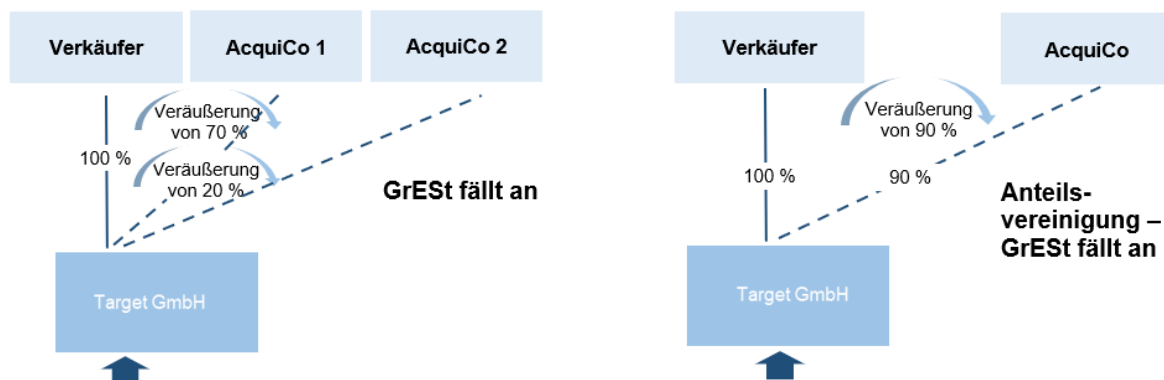 Verkäufer
AcquiCo 1
AcquiCo 2
Veräußerung
von 70 %
100 %
Veräußerung
von 20 %
GrESt fällt an
Target GmbH
Verkäufer
AcquiCo
Veräußerung
von 90 %
100 %
90 %
Anteils-
vereinigung –
GrESt fällt an
Target GmbH